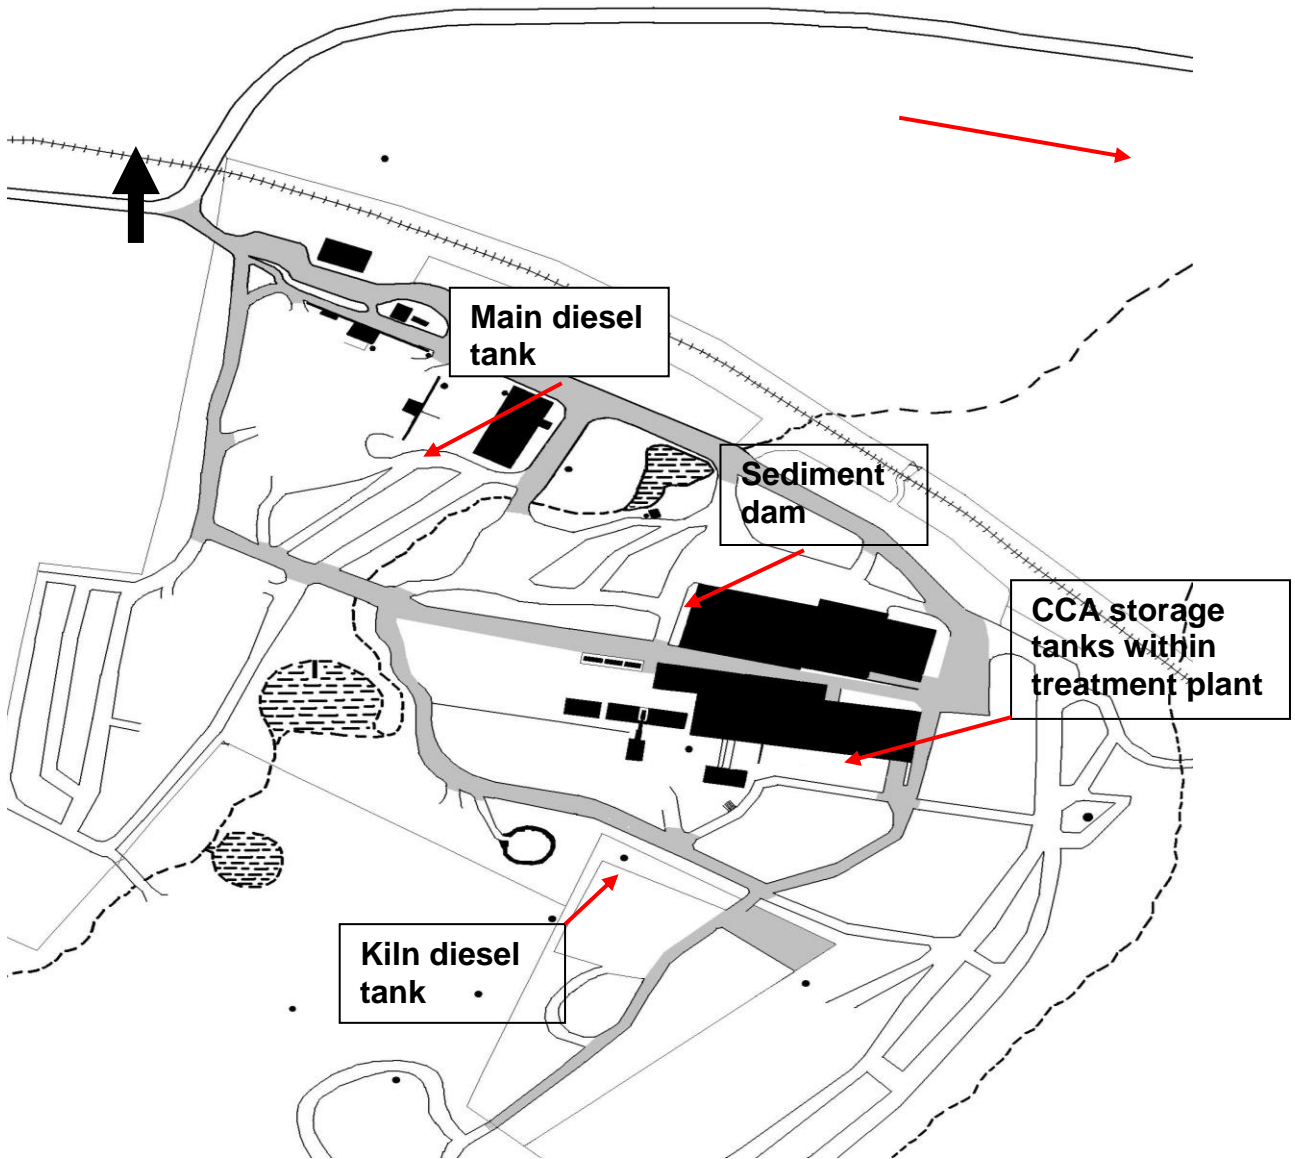 Main diesel
tank
Sediment
dam
CCA storage
tanks within
treatment plant
Kiln diesel
tank